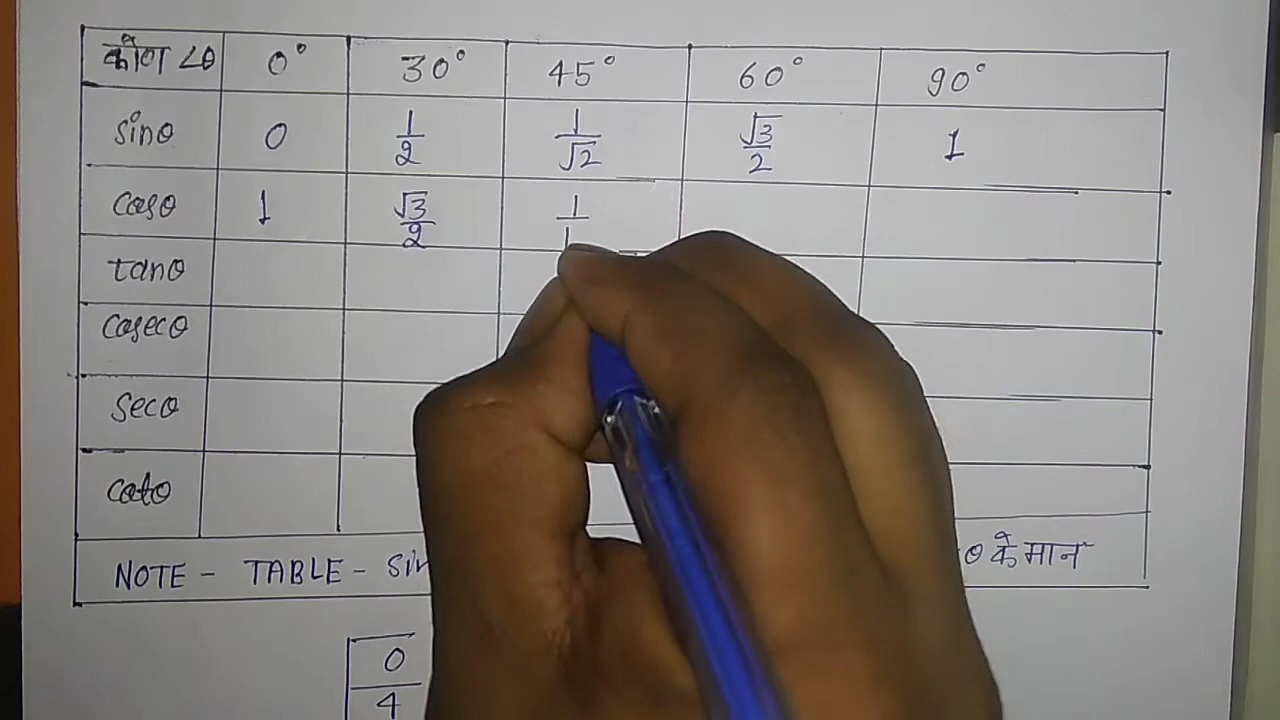 कोण <θ 0° 30° 45° 60° 90°
sinθ 0 1/2 1/√2 √3/2 1
cosθ 1 √3/2 1
tanθ
cosecθ
secθ
cotθ
NOTE - TABLE - Sin θ के मान
0/4